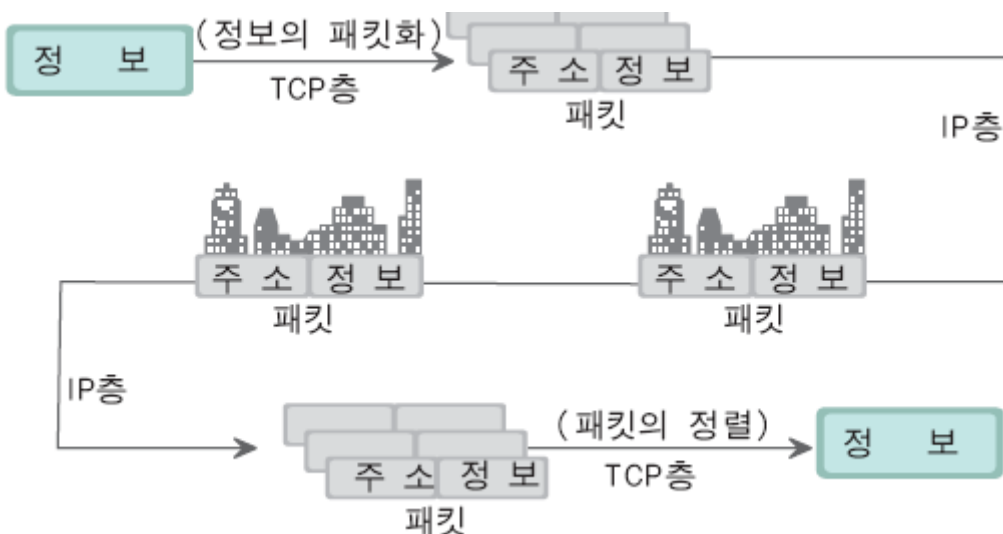 (정보의 패킷화)
정 보
TCP층
주 소 정 보
패킷
IP층
주 소 정 보
패킷
주 소 정 보
패킷
IP층
주 소 정 보
패킷
(패킷의 정렬)
TCP층
정 보